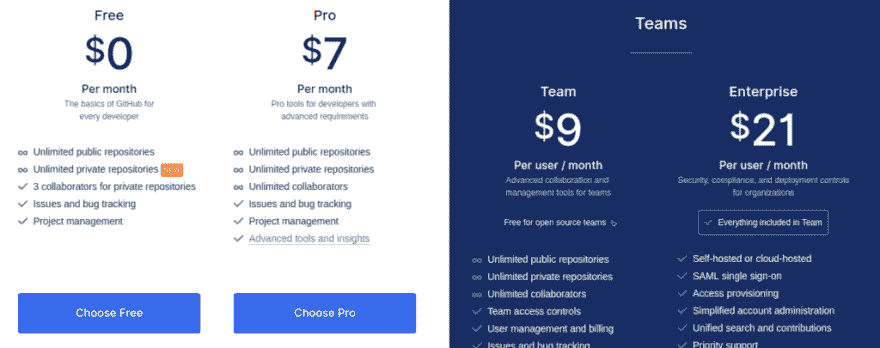 Free
$0
Per month
The basics of GitHub for
every developer
Unlimited public repositories
Unlimited private repositories NEW
3 collaborators for private repositories
Issues and bug tracking
Project management
Choose Free
Pro
$7
Per month
Pro tools for developers with
advanced requirements
Unlimited public repositories
Unlimited private repositories
Unlimited collaborators
Issues and bug tracking
Project management
Advanced tools and insights
Choose Pro
Teams
Team
$9
Per user / month
Advanced collaboration and
management tools for teams
Free for open source teams
Unlimited public repositories
Unlimited private repositories
Unlimited collaborators
Team access controls
User management and billing
Issues and bug tracking
Enterprise
$21
Per user / month
Security, compliance, and deployment controls
for organizations
Everything included in Team
Self-hosted or cloud-hosted
SAML single sign-on
Access provisioning
Simplified account administration
Unified search and contributions
Priority support